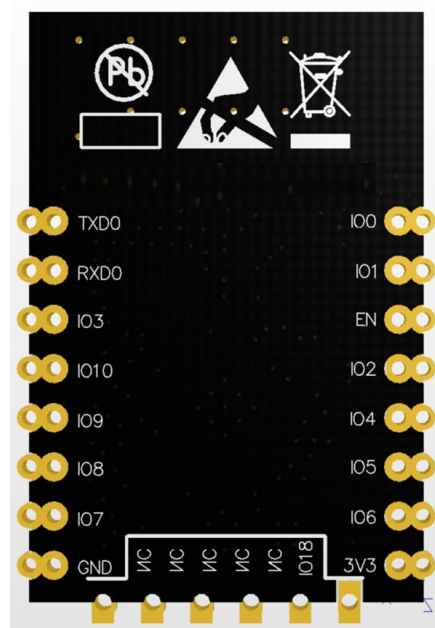 Pb
TXD0 IO0
RXD0 IO1
IO3 EN
IO10 IO2
IO9 IO4
IO8 IO5
IO7 IO6
GND NC NC NC NC NC IO18 3V3
Z